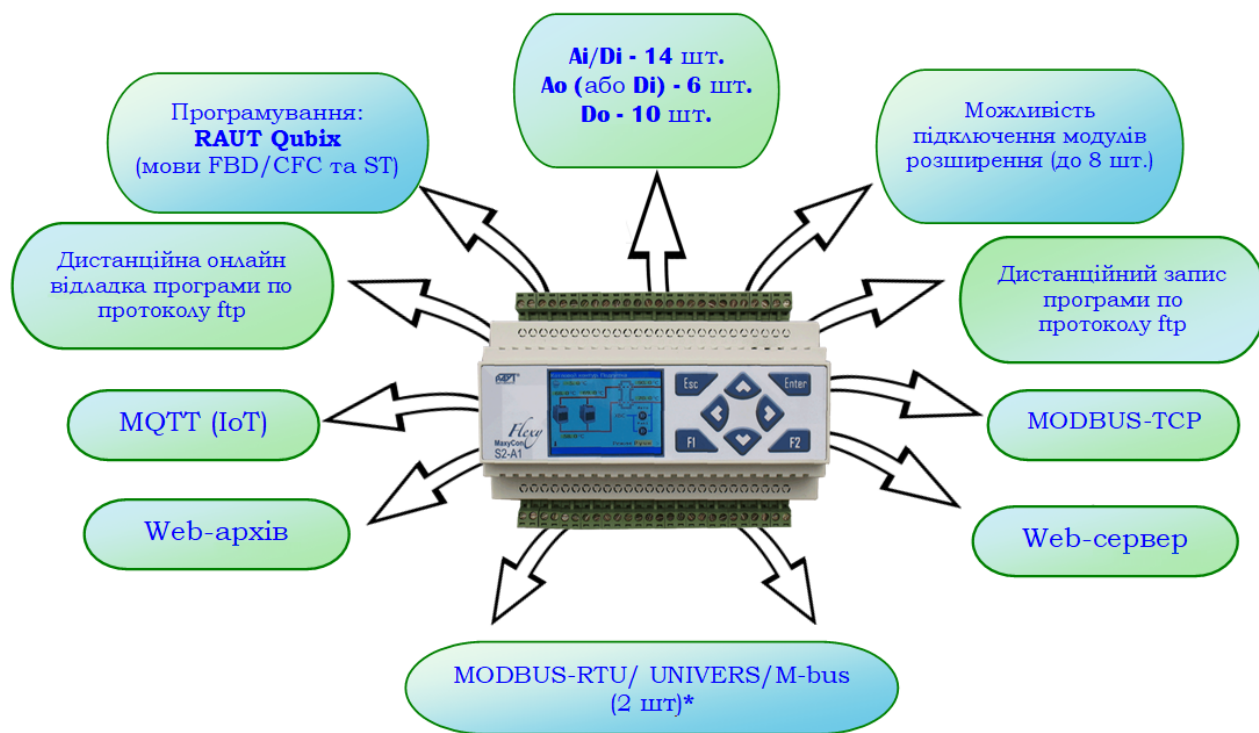 Ai/Di - 14 шт.
Ao (або Di) - 6 шт.
Do - 10 шт.
Програмування:
RAUT Qubix
(мови FBD/CFC та ST)
Можливість
підключення модулів
розширення (до 8 шт.)
Дистанційна онлайн
відладка програми по
протоколу ftp
Дистанційний запис
програми по
протоколу ftp
MQTT (IoT)
MODBUS-TCP
Web-архів
Web-сервер
Esc
Enter
F1
F2
Flexy
MaxyCon
S2-A1
MODBUS-RTU/ UNIVERS/M-bus
(2 шт)*